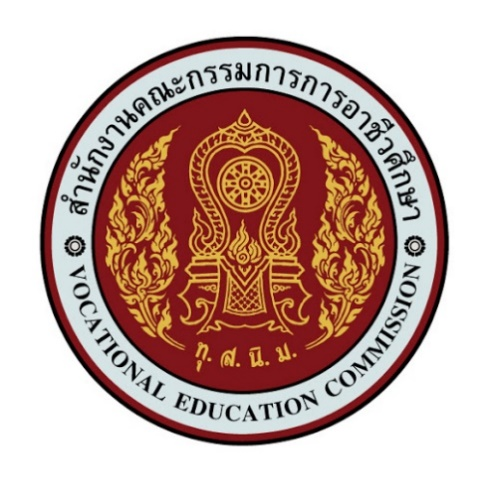 สำนักงานคณะกรรมการการอาชีวศึกษา
ทุ. ส. นิ. ม.
VOCATIONAL EDUCATION COMMISSION